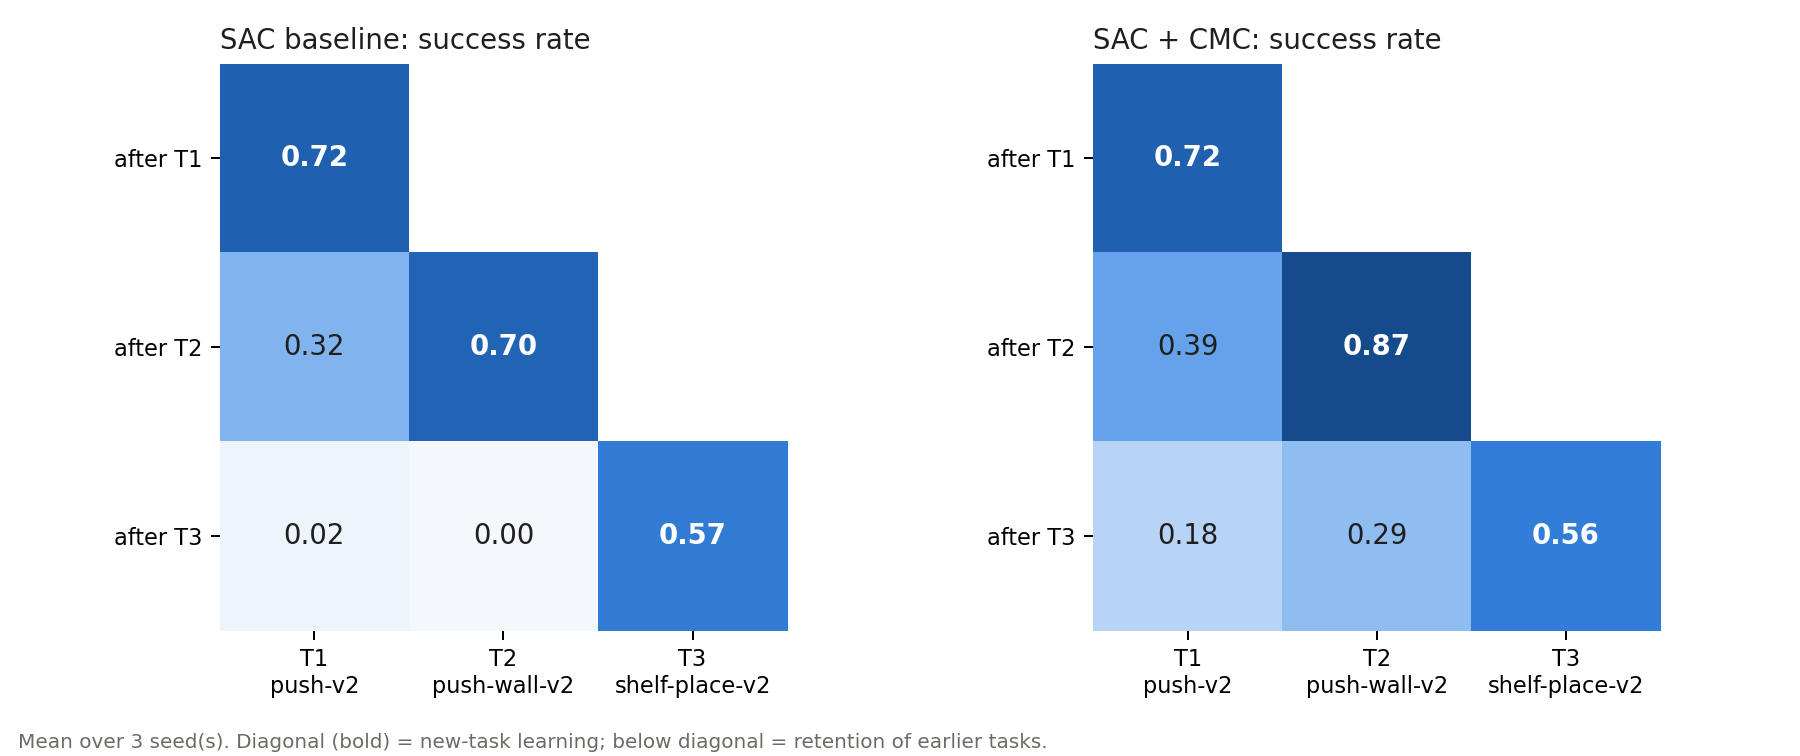 SAC baseline: success rate
after T1
0.72
after T2
0.32
0.70
after T3
0.02
0.00
0.57
T1
push-v2
T2
push-wall-v2
T3
shelf-place-v2
SAC + CMC: success rate
after T1
0.72
after T2
0.39
0.87
after T3
0.18
0.29
0.56
T1
push-v2
T2
push-wall-v2
T3
shelf-place-v2
Mean over 3 seed(s). Diagonal (bold) = new-task learning; below diagonal = retention of earlier tasks.